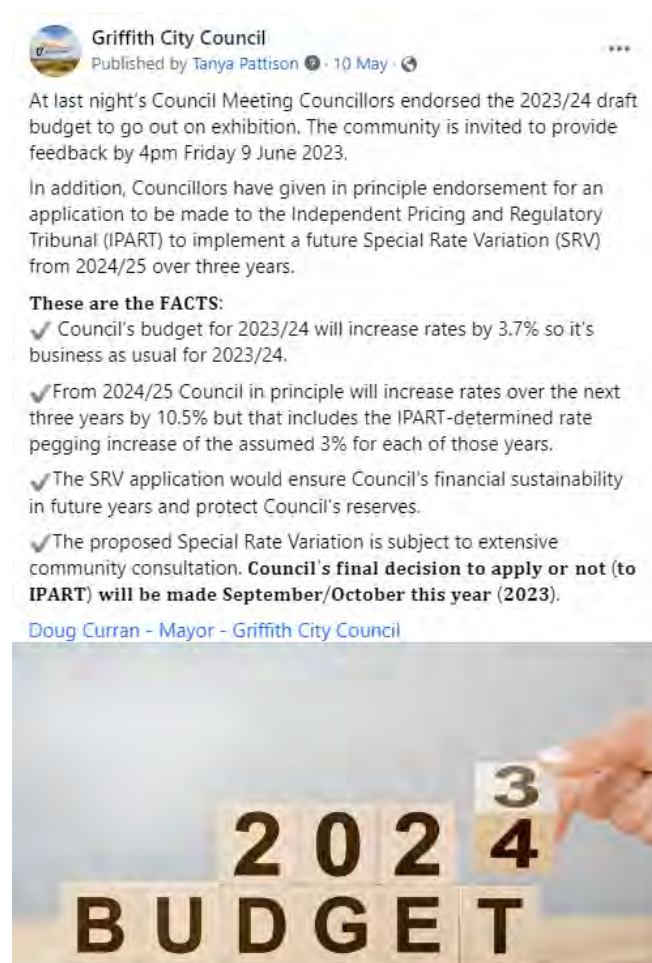 Griffith City Council
Published by Tanya Pattison · 10 May ·
At last night's Council Meeting Councillors endorsed the 2023/24 draft
budget to go out on exhibition. The community is invited to provide
feedback by 4pm Friday 9 June 2023.
In addition, Councillors have given in principle endorsement for an
application to be made to the Independent Pricing and Regulatory
Tribunal (IPART) to implement a future Special Rate Variation (SRV)
from 2024/25 over three years.
These are the FACTS:
✔ Council's budget for 2023/24 will increase rates by 3.7% so it's
business as usual for 2023/24.
✔From 2024/25 Council in principle will increase rates over the next
three years by 10.5% but that includes the IPART-determined rate
pegging increase of the assumed 3% for each of those years.
✔The SRV application would ensure Council's financial sustainability
in future years and protect Council's reserves.
✔The proposed Special Rate Variation is subject to extensive
community consultation. Council's final decision to apply or not (to
IPART) will be made September/October this year (2023).
Doug Curran - Mayor - Griffith City Council
3
2024
BUDGET